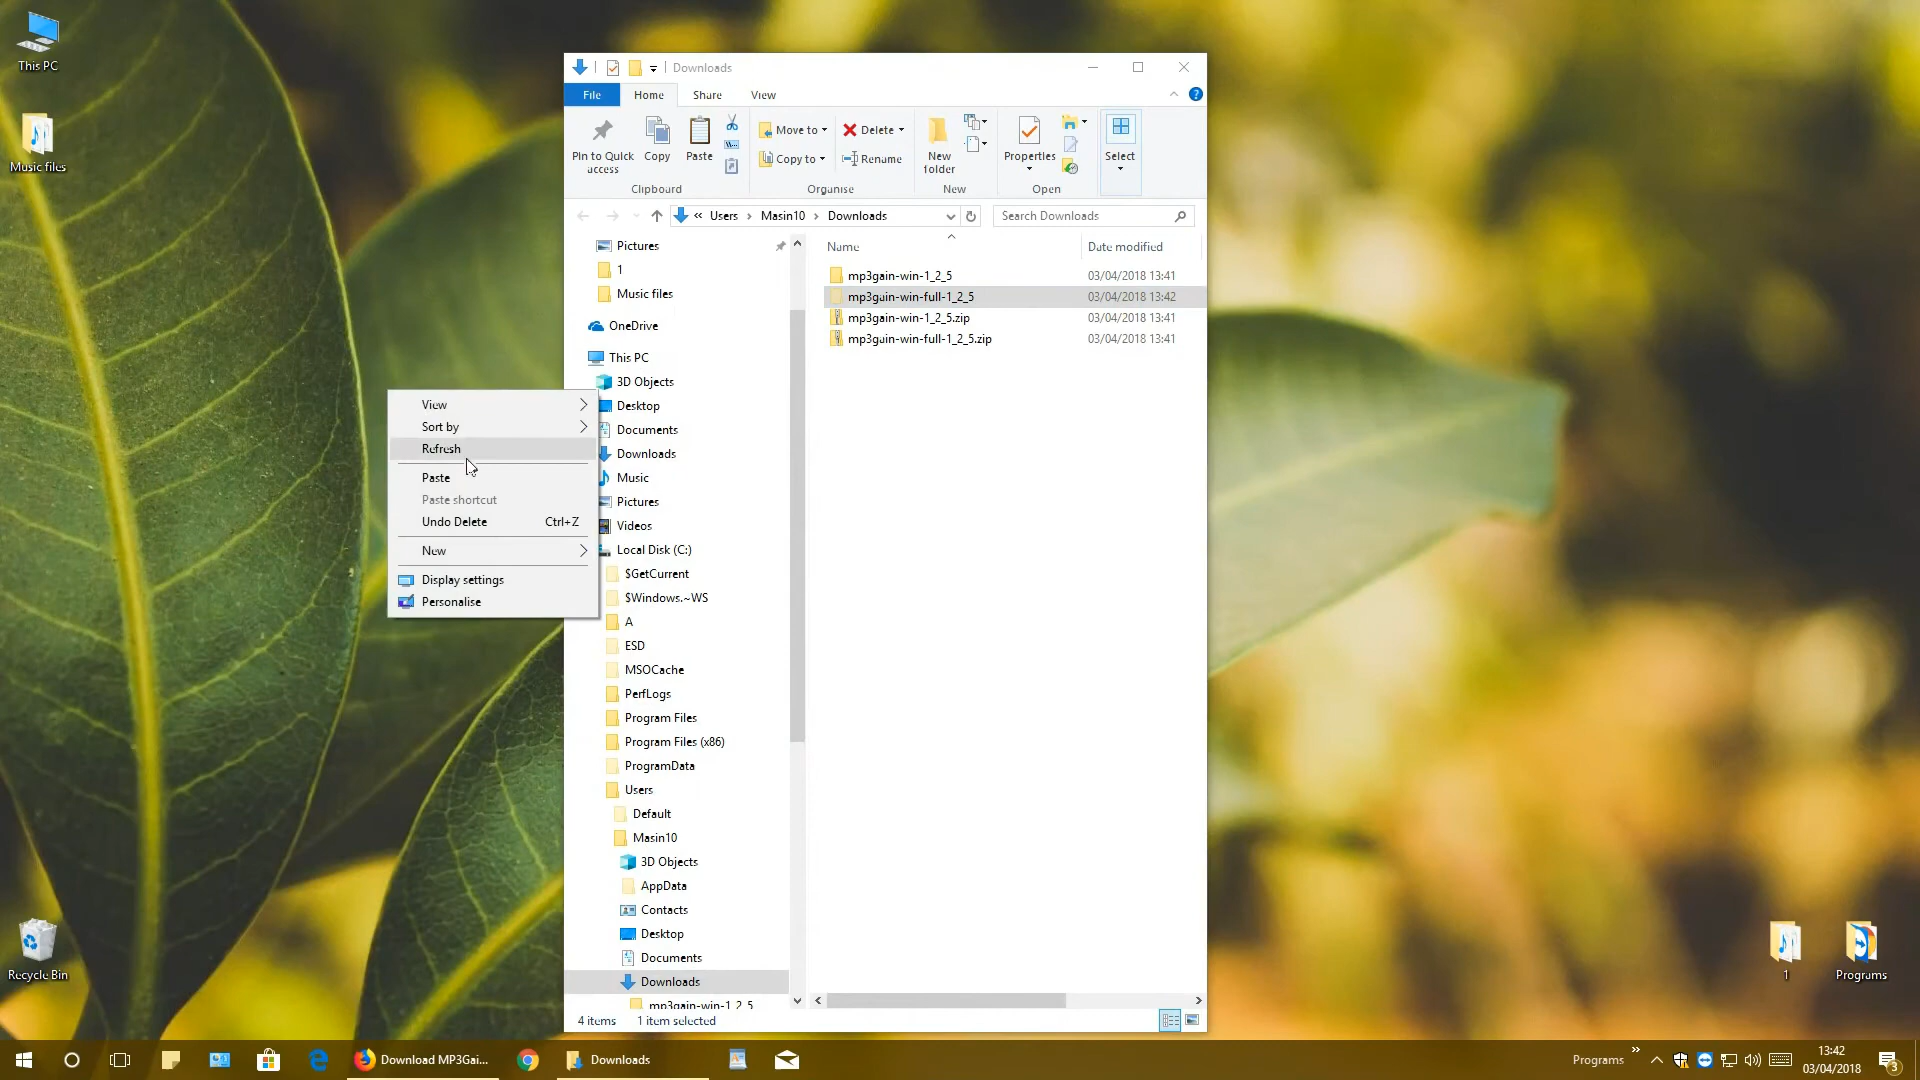 This PC
Music files
Recycle Bin
Downloads
File
Home
Share
View
Pin to Quick
access
Copy
Paste
Clipboard
Move to
Copy to
Delete
Rename
Organise
New
folder
New
Properties
Open
Select
« Users > Masin10 > Downloads
Search Downloads
Pictures
1
Music files
OneDrive
This PC
3D Objects
Desktop
Documents
Downloads
Music
Pictures
Videos
Local Disk (C:)
$GetCurrent
$Windows.~WS
A
ESD
MSOCache
PerfLogs
Program Files
Program Files (x86)
ProgramData
Users
Default
Masin10
3D Objects
AppData
Contacts
Desktop
Documents
Downloads
mp3gain-win-1_2_5
Name Date modified
mp3gain-win-1_2_5 03/04/2018 13:41
mp3gain-win-full-1_2_5 03/04/2018 13:42
mp3gain-win-1_2_5.zip 03/04/2018 13:41
mp3gain-win-full-1_2_5.zip 03/04/2018 13:41
4 items 1 item selected
View
Sort by
Refresh
Paste
Paste shortcut
Undo Delete Ctrl+Z
New
Display settings
Personalise
1
Programs
Download MP3Gai...
Downloads
Programs
13:42
03/04/2018
3